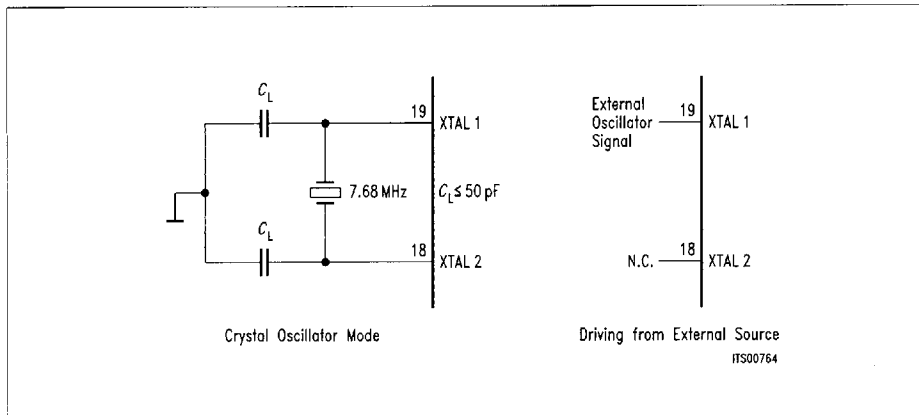 C_L
19
XTAL 1
7.68 MHz
C_L ≤ 50 pF
C_L
18
XTAL 2
Crystal Oscillator Mode
External
Oscillator
Signal
19
XTAL 1
N.C.
18
XTAL 2
Driving from External Source
ITS00764